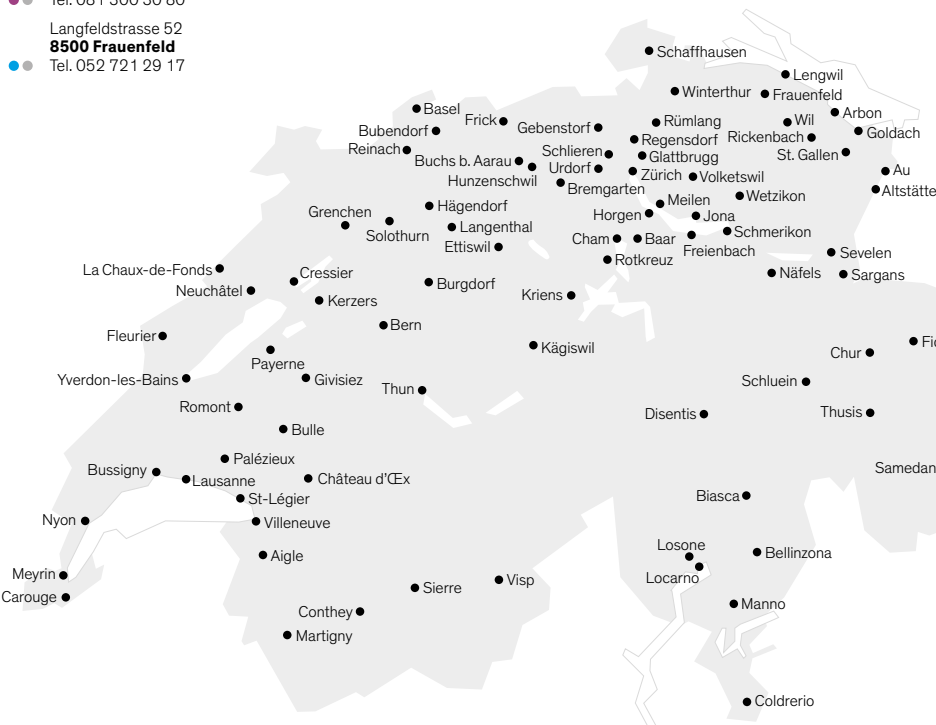 Langfeldstrasse 52
8500 Frauenfeld
Tel. 052 721 29 17
Schaffhausen
Lengwil
Winterthur
Frauenfeld
Basel
Frick
Arbon
Bubendorf
Gebenstorf
Rümlang
Wil
Goldach
Reinach
Regensdorf
Rickenbach
Buchs b. Aarau
Schlieren
Glattbrugg
St. Gallen
Hunzenschwil
Urdorf
Zürich
Volketswil
Au
Bremgarten
Altstätte
Grenchen
Hägendorf
Meilen
Wetzikon
Solothurn
Langenthal
Horgen
Jona
Ettiswil
Cham
Baar
Freienbach
Schmerikon
La Chaux-de-Fonds
Cressier
Rotkreuz
Sevelen
Neuchâtel
Kerzers
Burgdorf
Kriens
Näfels
Sargans
Fleurier
Bern
Payerne
Kägiswil
Chur
Yverdon-les-Bains
Givisiez
Thun
Schluein
Romont
Disentis
Thusis
Bulle
Bussigny
Palézieux
Samedan
Lausanne
Château d'Œx
St-Légier
Biasca
Nyon
Villeneuve
Aigle
Losone
Bellinzona
Meyrin
Locarno
Carouge
Sierre
Visp
Conthey
Manno
Martigny
Coldrerio